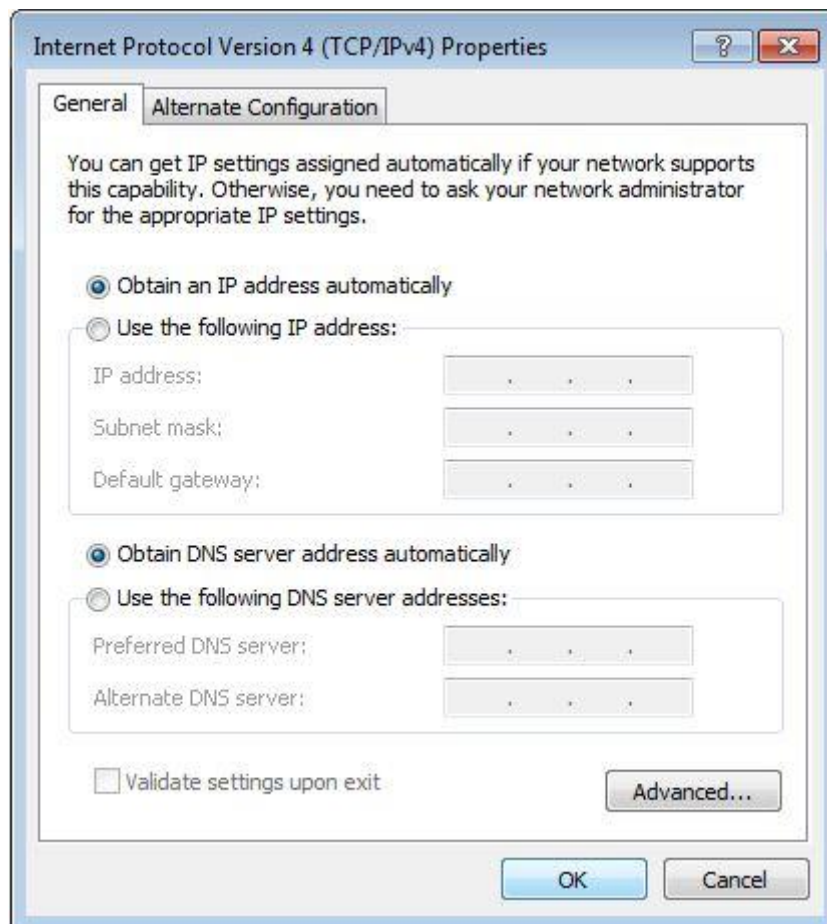 Internet Protocol Version 4 (TCP/IPv4) Properties
General
Alternate Configuration
You can get IP settings assigned automatically if your network supports
this capability. Otherwise, you need to ask your network administrator
for the appropriate IP settings.
Obtain an IP address automatically
Use the following IP address:
IP address:
Subnet mask:
Default gateway:
Obtain DNS server address automatically
Use the following DNS server addresses:
Preferred DNS server:
Alternate DNS server:
Validate settings upon exit
Advanced...
OK
Cancel